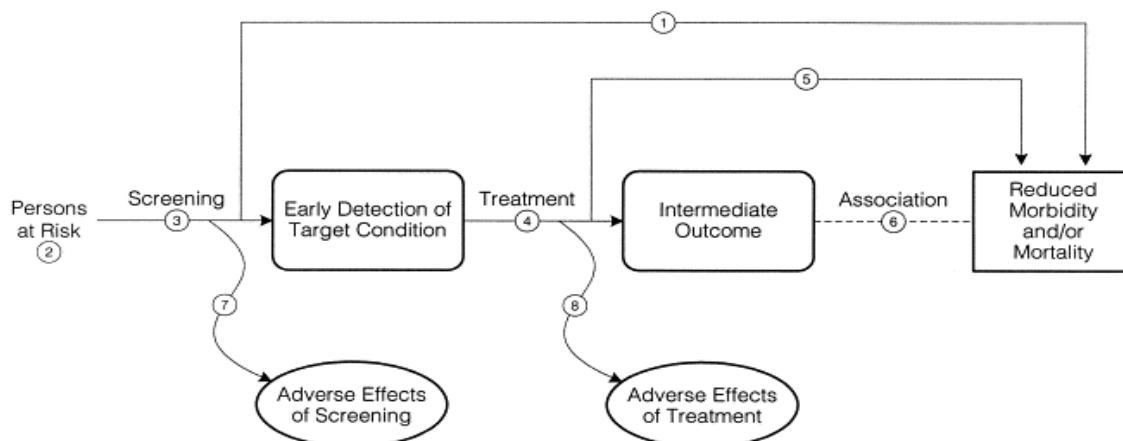 1
5
Persons
at Risk
2
Screening
3
Early Detection of
Target Condition
Treatment
4
Intermediate
Outcome
Association
6
Reduced
Morbidity
and/or
Mortality
7
8
Adverse Effects
of Screening
Adverse Effects
of Treatment